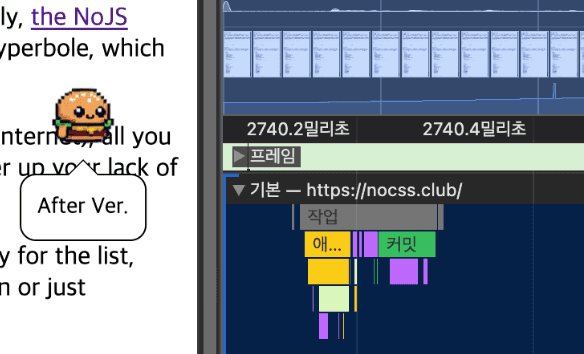 ly, the NoJS
yperbole, which
internet), all you
er up your lack of
After Ver.
y for the list,
n or just
2740.2밀리초
2740.4밀리초
프레임
기본 — https://nocss.club/
작업
애...
커밋